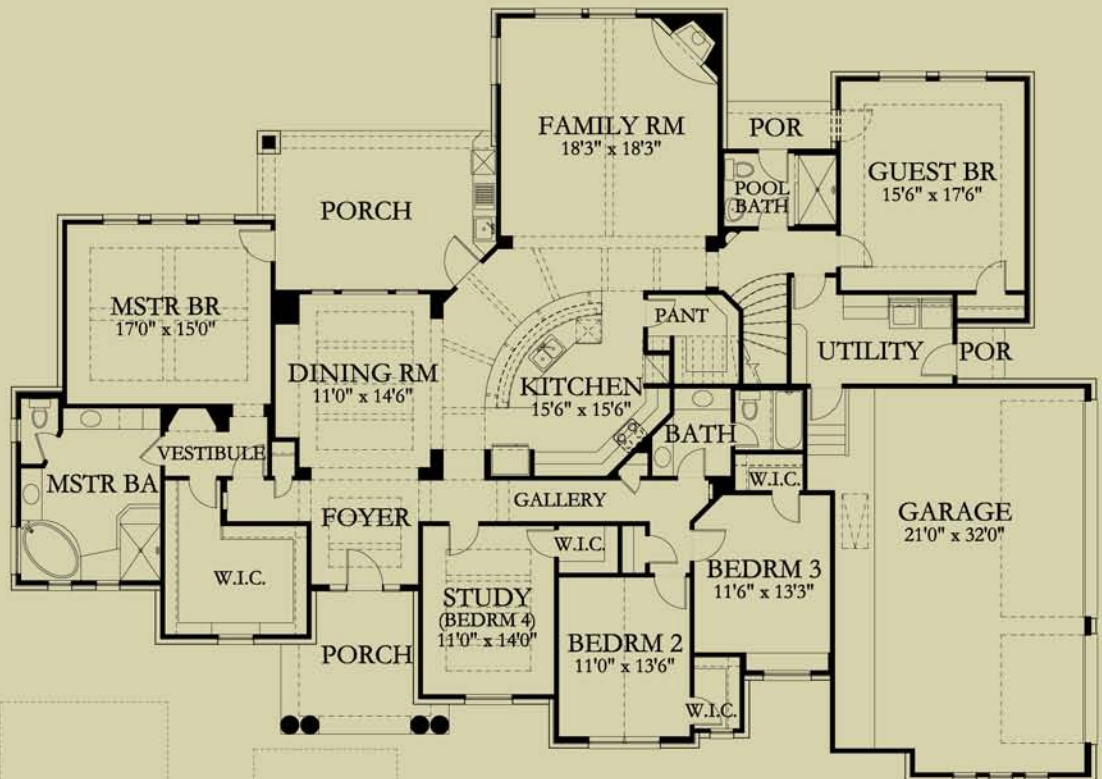 FAMILY RM
18'3" x 18'3"
POR
GUEST BR
15'6" x 17'6"
POOL
BATH
PORCH
MSTR BR
17'0" x 15'0"
PANT
UTILITY
POR
DINING RM
11'0" x 14'6"
KITCHEN
15'6" x 15'6"
BATH
VESTIBULE
MSTR BA
W.I.C.
GALLERY
FOYER
GARAGE
21'0" x 32'0"
W.I.C.
W.I.C.
BEDRM 3
11'6" x 13'3"
STUDY
(BEDRM 4)
11'0" x 14'0"
BEDRM 2
11'0" x 13'6"
PORCH
W.I.C.